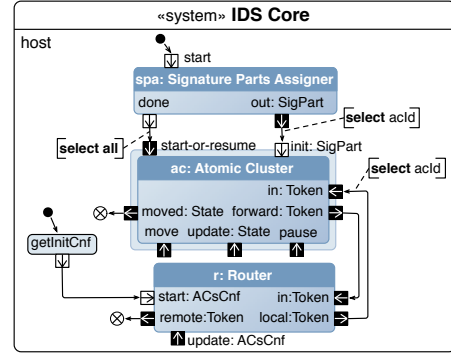 «system» IDS Core
host
start
spa: Signature Parts Assigner
done out: SigPart
[select all]
[select acId]
start-or-resume init: SigPart
ac: Atomic Cluster
[select acId]
in: Token
moved: State forward: Token
move update: State pause
getInitCnf
r: Router
start: ACsCnf in:Token
remote:Token local:Token
update: ACsCnf